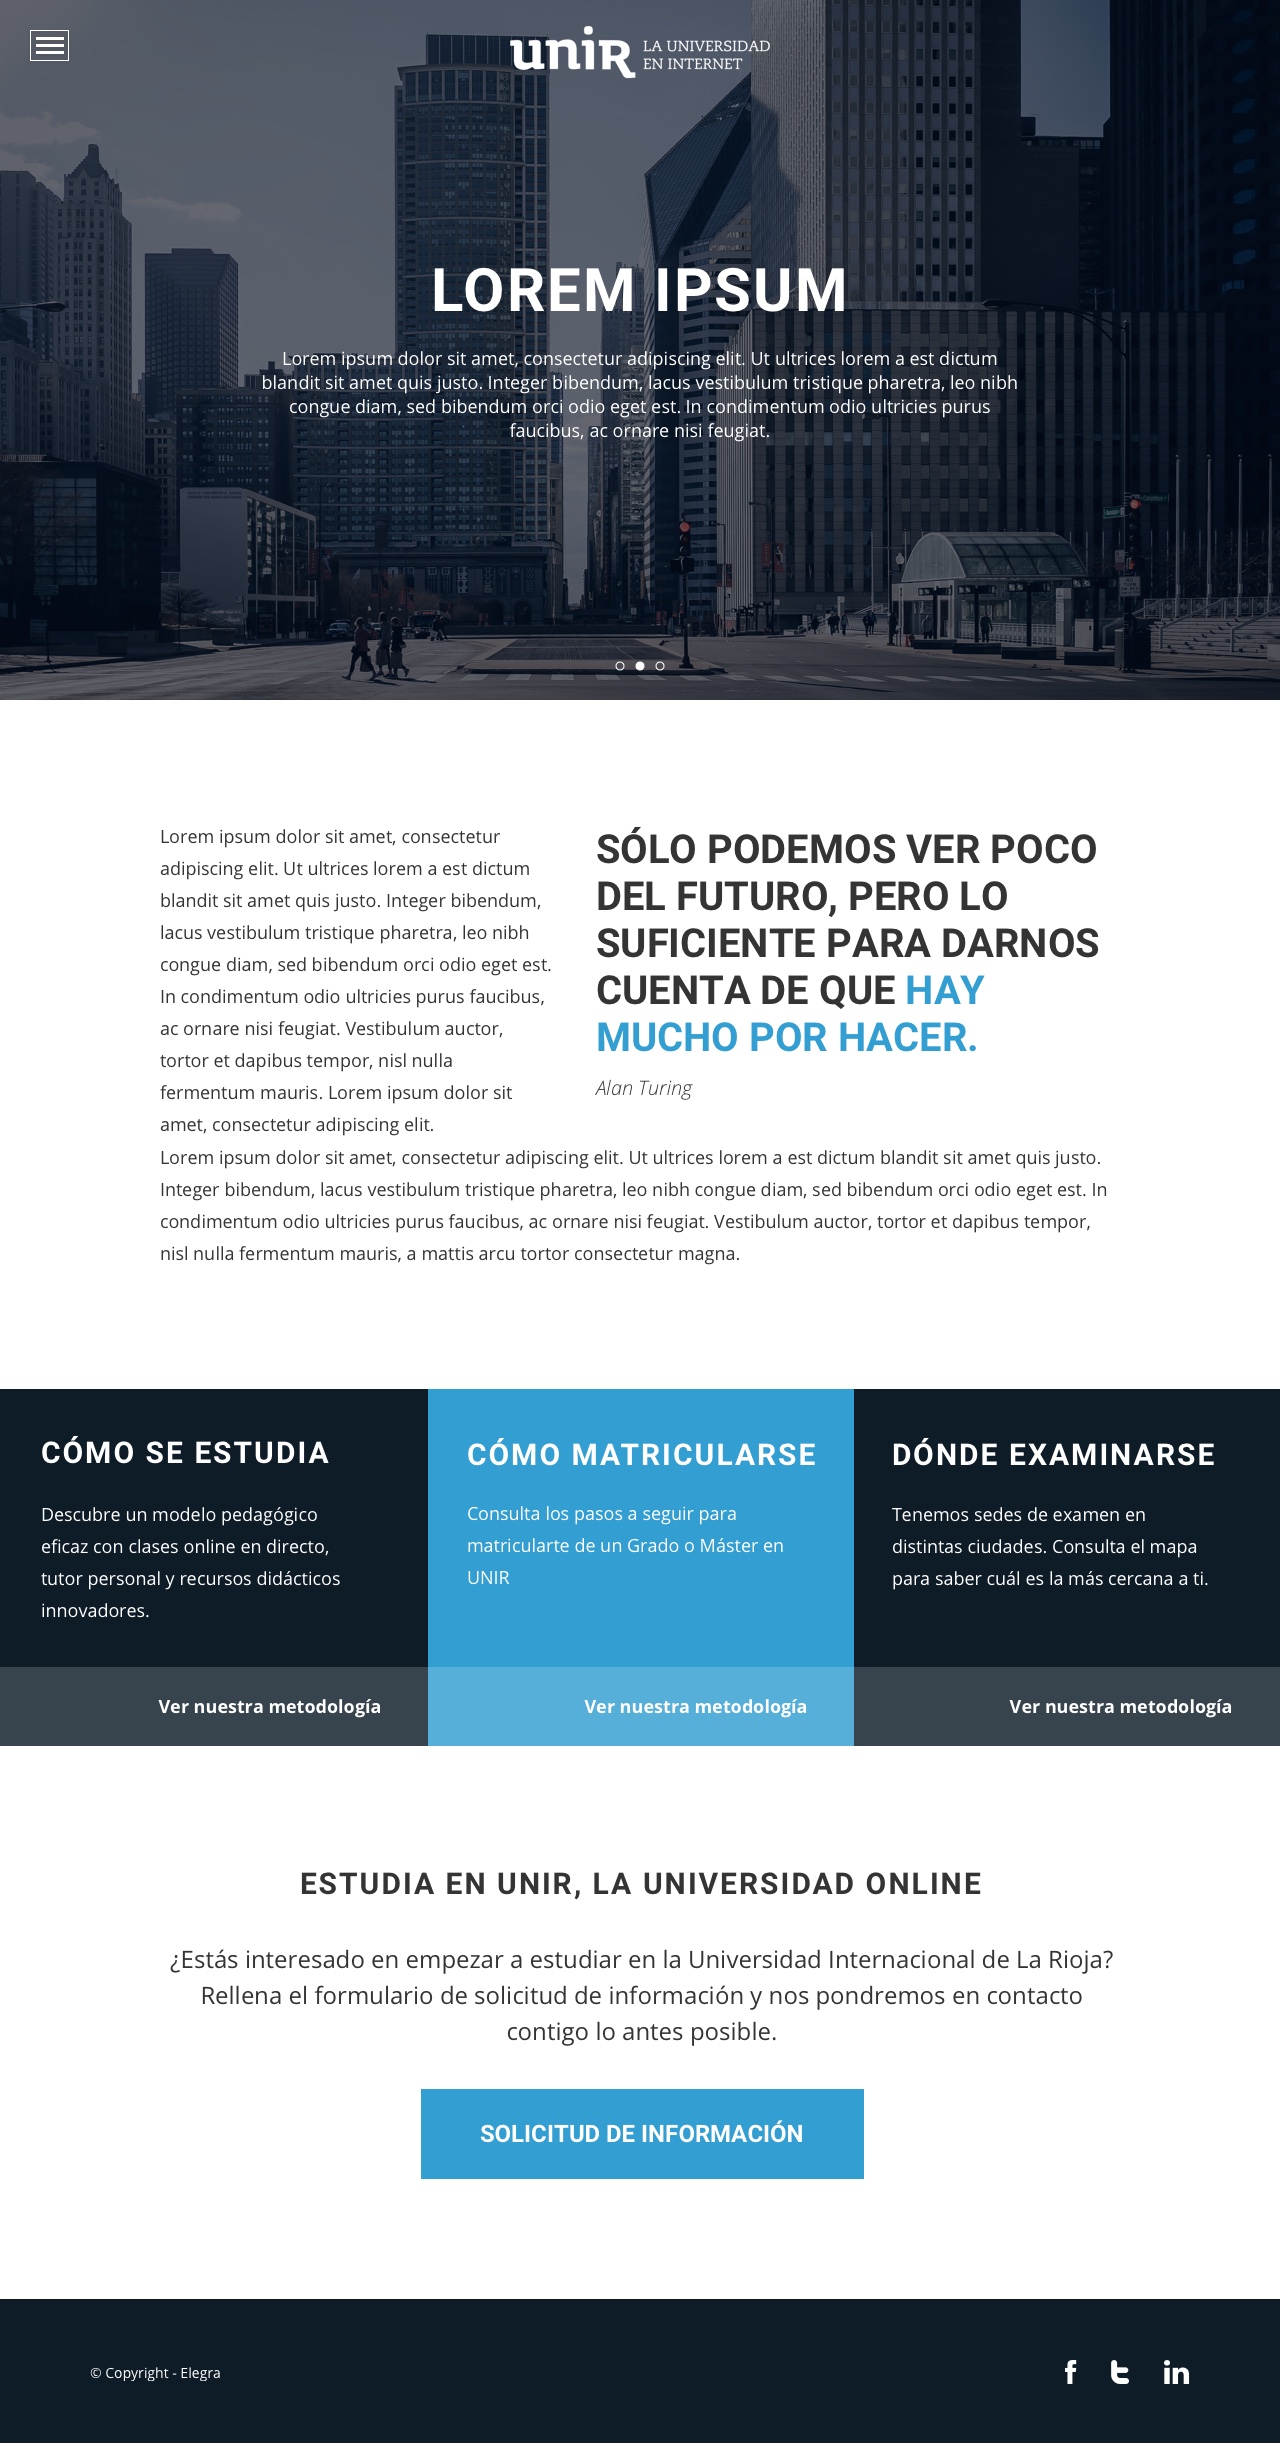 unir LA UNIVERSIDAD
EN INTERNET
LOREM IPSUM
Lorem ipsum dolor sit amet, consectetur adipiscing elit. Ut ultrices lorem a est dictum
blandit sit amet quis justo. Integer bibendum, lacus vestibulum tristique pharetra, leo nibh
congue diam, sed bibendum orci odio eget est. In condimentum odio ultricies purus
faucibus, ac ornare nisi feugiat.
Lorem ipsum dolor sit amet, consectetur
adipiscing elit. Ut ultrices lorem a est dictum
blandit sit amet quis justo. Integer bibendum,
lacus vestibulum tristique pharetra, leo nibh
congue diam, sed bibendum orci odio eget est.
In condimentum odio ultricies purus faucibus,
ac ornare nisi feugiat. Vestibulum auctor,
tortor et dapibus tempor, nisl nulla
fermentum mauris. Lorem ipsum dolor sit
amet, consectetur adipiscing elit.
SÓLO PODEMOS VER POCO
DEL FUTURO, PERO LO
SUFICIENTE PARA DARNOS
CUENTA DE QUE HAY
MUCHO POR HACER.
Alan Turing
Lorem ipsum dolor sit amet, consectetur adipiscing elit. Ut ultrices lorem a est dictum blandit sit amet quis justo.
Integer bibendum, lacus vestibulum tristique pharetra, leo nibh congue diam, sed bibendum orci odio eget est. In
condimentum odio ultricies purus faucibus, ac ornare nisi feugiat. Vestibulum auctor, tortor et dapibus tempor,
nisl nulla fermentum mauris, a mattis arcu tortor consectetur magna.
CÓMO SE ESTUDIA
Descubre un modelo pedagógico
eficaz con clases online en directo,
tutor personal y recursos didácticos
innovadores.
Ver nuestra metodología
CÓMO MATRICULARSE
Consulta los pasos a seguir para
matricularte de un Grado o Máster en
UNIR
Ver nuestra metodología
DÓNDE EXAMINARSE
Tenemos sedes de examen en
distintas ciudades. Consulta el mapa
para saber cuál es la más cercana a ti.
Ver nuestra metodología
ESTUDIA EN UNIR, LA UNIVERSIDAD ONLINE
¿Estás interesado en empezar a estudiar en la Universidad Internacional de La Rioja?
Rellena el formulario de solicitud de información y nos pondremos en contacto
contigo lo antes posible.
SOLICITUD DE INFORMACIÓN
© Copyright - Elegra